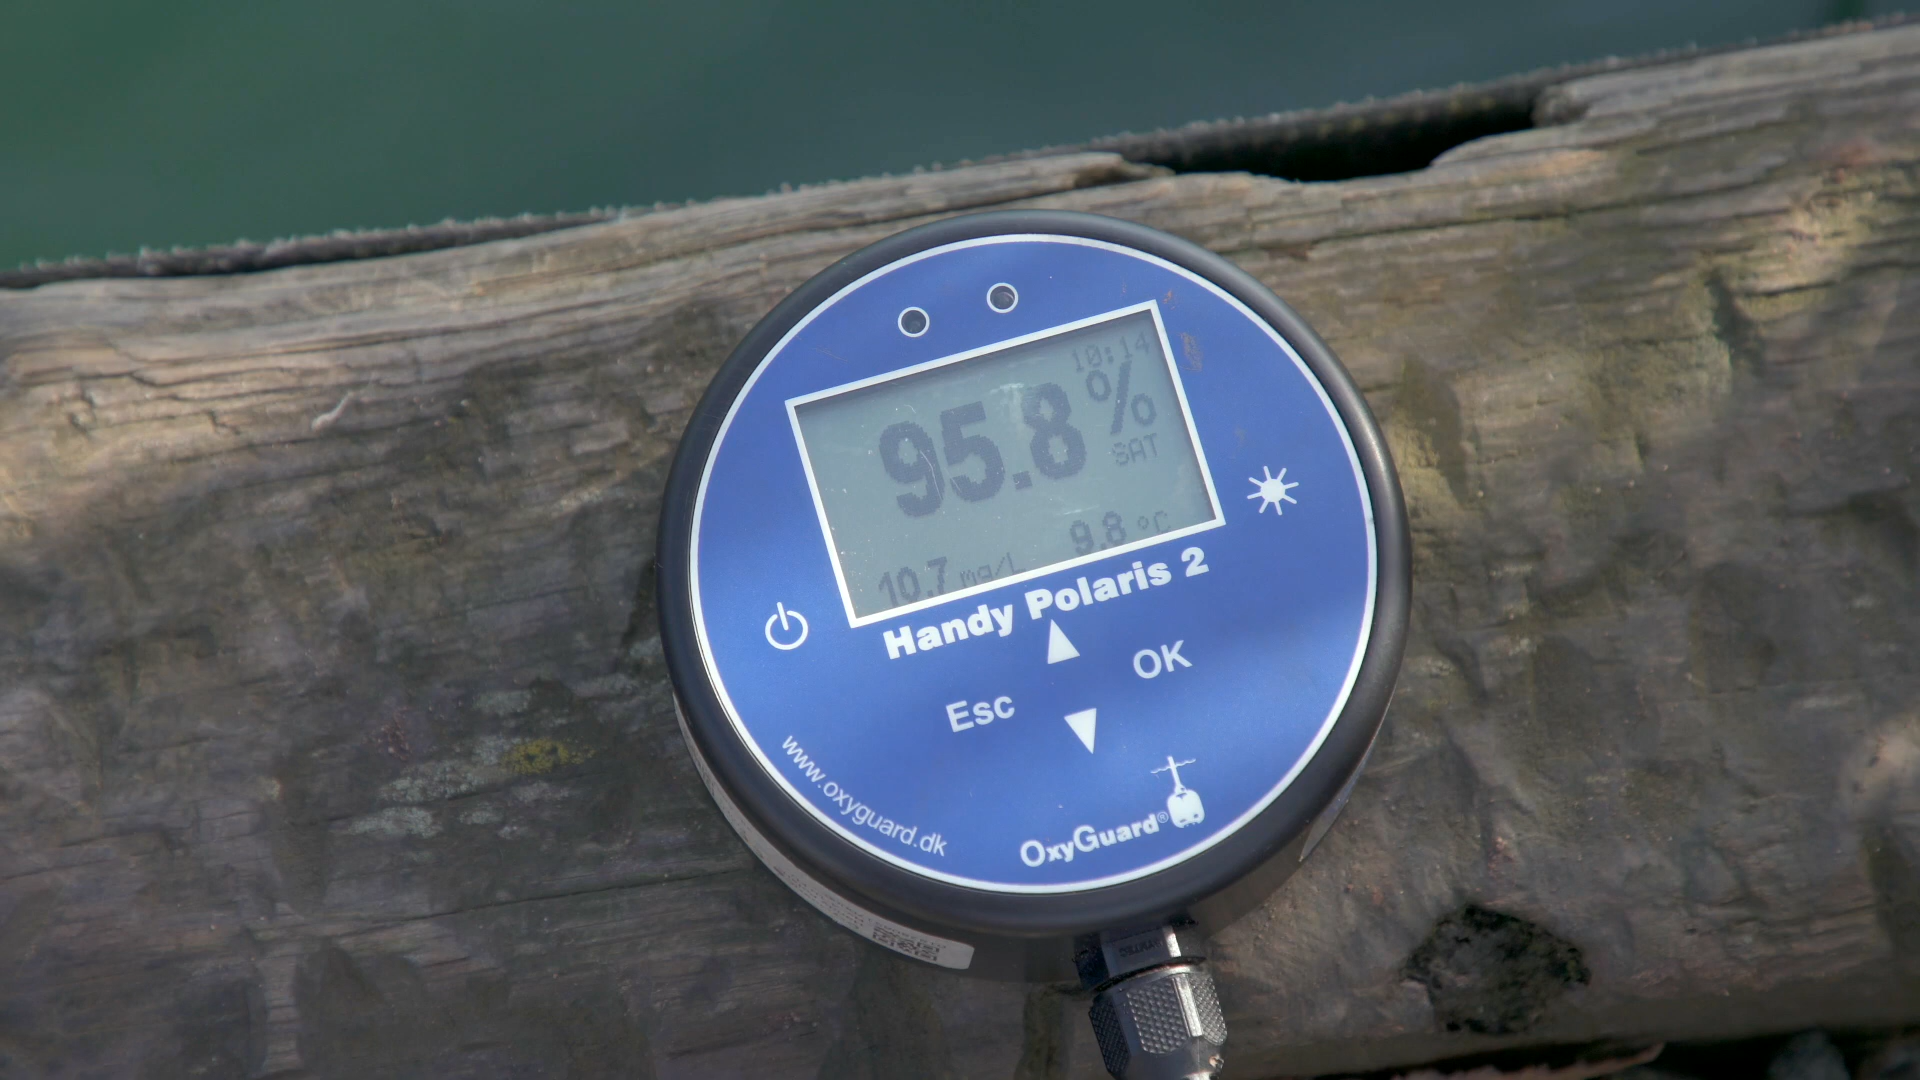 10:14
95.8 %
SAT
10.7 mg/L 9.8 °C
Handy Polaris 2
OK
Esc
www.oxyguard.dk
OxyGuard®